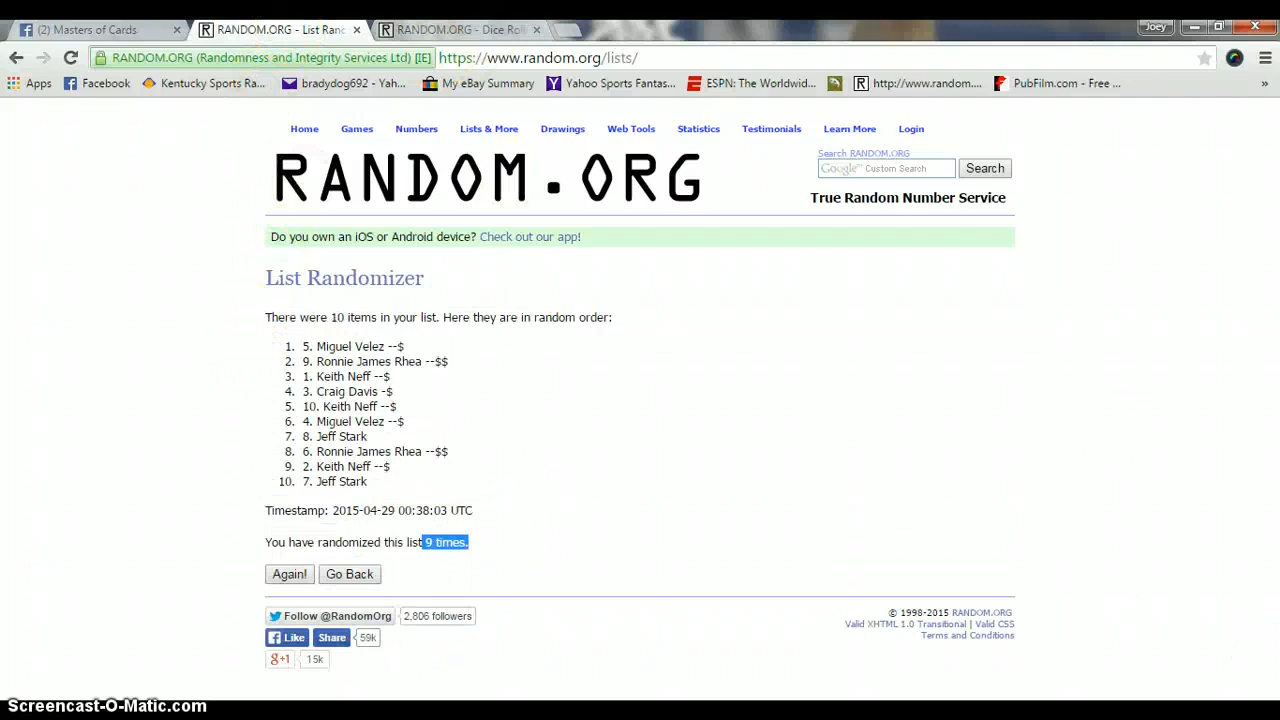 (2) Masters of Cards
RANDOM.ORG - List Ranc
RANDOM.ORG - Dice Roll
Joey
RANDOM.ORG (Randomness and Integrity Services Ltd) [IE] https://www.random.org/lists/
Apps Facebook Kentucky Sports Ra... bradydog692 - Yah... My eBay Summary Yahoo Sports Fantas... ESPN: The Worldwid... http://www.random.... PubFilm.com - Free ... »
Home Games Numbers Lists & More Drawings Web Tools Statistics Testimonials Learn More Login
RANDOM.ORG
Search RANDOM.ORG
Google™ Custom Search Search
True Random Number Service
Do you own an iOS or Android device? Check out our app!
List Randomizer
There were 10 items in your list. Here they are in random order:
1. 5. Miguel Velez --$
2. 9. Ronnie James Rhea --$$
3. 1. Keith Neff --$
4. 3. Craig Davis -$
5. 10. Keith Neff --$
6. 4. Miguel Velez --$
7. 8. Jeff Stark
8. 6. Ronnie James Rhea --$$
9. 2. Keith Neff --$
10. 7. Jeff Stark
Timestamp: 2015-04-29 00:38:03 UTC
You have randomized this list 9 times.
Again! Go Back
Follow @RandomOrg 2,806 followers
Like Share 59k
g+1 15k
© 1998-2015 RANDOM.ORG
Valid XHTML 1.0 Transitional | Valid CSS
Terms and Conditions
Screencast-O-Matic.com